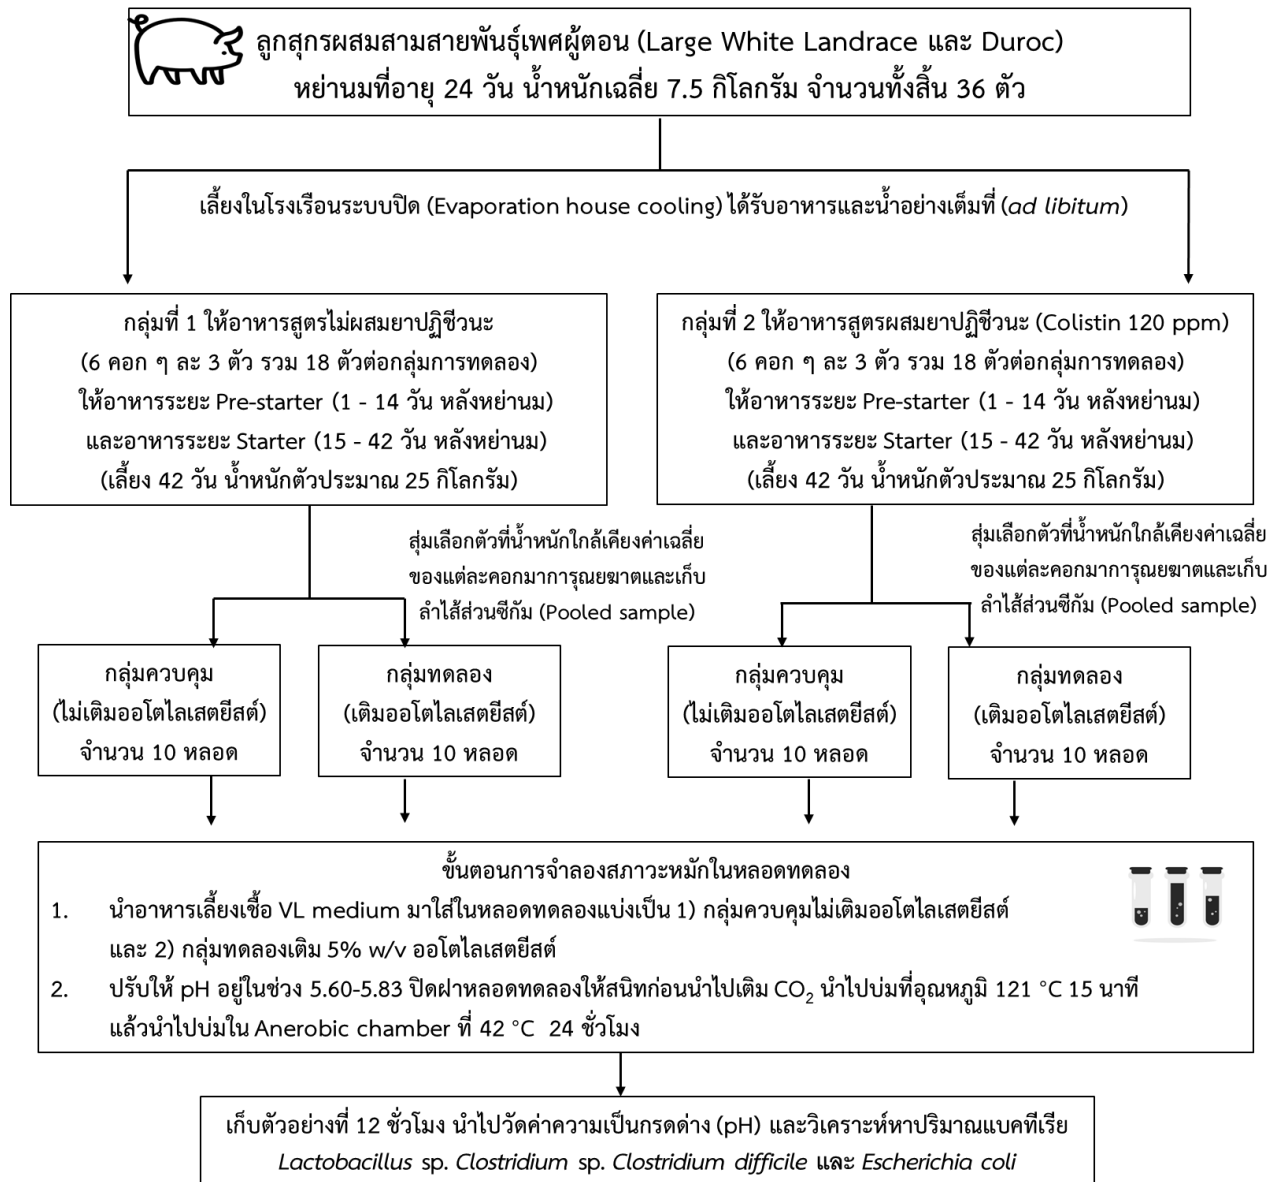 ลูกสุกรผสมสามสายพันธุ์เพศผู้ตอน (Large White Landrace และ Duroc)
หย่านมที่อายุ 24 วัน น้ำหนักเฉลี่ย 7.5 กิโลกรัม จำนวนทั้งสิ้น 36 ตัว
เลี้ยงในโรงเรือนระบบปิด (Evaporation house cooling) ได้รับอาหารและน้ำอย่างเต็มที่ (ad libitum)
กลุ่มที่ 1 ให้อาหารสูตรไม่ผสมยาปฏิชีวนะ
(6 คอก ๆ ละ 3 ตัว รวม 18 ตัวต่อกลุ่มการทดลอง)
ให้อาหารระยะ Pre-starter (1 - 14 วัน หลังหย่านม)
และอาหารระยะ Starter (15 - 42 วัน หลังหย่านม)
(เลี้ยง 42 วัน น้ำหนักตัวประมาณ 25 กิโลกรัม)
กลุ่มที่ 2 ให้อาหารสูตรผสมยาปฏิชีวนะ (Colistin 120 ppm)
(6 คอก ๆ ละ 3 ตัว รวม 18 ตัวต่อกลุ่มการทดลอง)
ให้อาหารระยะ Pre-starter (1 - 14 วัน หลังหย่านม)
และอาหารระยะ Starter (15 - 42 วัน หลังหย่านม)
(เลี้ยง 42 วัน น้ำหนักตัวประมาณ 25 กิโลกรัม)
สุ่มเลือกตัวที่น้ำหนักใกล้เคียงค่าเฉลี่ย
ของแต่ละคอกมาการุณยฆาตและเก็บ
ลำไส้ส่วนซีกัม (Pooled sample)
สุ่มเลือกตัวที่น้ำหนักใกล้เคียงค่าเฉลี่ย
ของแต่ละคอกมาการุณยฆาตและเก็บ
ลำไส้ส่วนซีกัม (Pooled sample)
กลุ่มควบคุม
(ไม่เติมออโตไลเสตยีสต์)
จำนวน 10 หลอด
กลุ่มทดลอง
(เติมออโตไลเสตยีสต์)
จำนวน 10 หลอด
กลุ่มควบคุม
(ไม่เติมออโตไลเสตยีสต์)
จำนวน 10 หลอด
กลุ่มทดลอง
(เติมออโตไลเสตยีสต์)
จำนวน 10 หลอด
ขั้นตอนการจำลองสภาวะหมักในหลอดทดลอง
1. นำอาหารเลี้ยงเชื้อ VL medium มาใส่ในหลอดทดลองแบ่งเป็น 1) กลุ่มควบคุมไม่เติมออโตไลเสตยีสต์
และ 2) กลุ่มทดลองเติม 5% w/v ออโตไลเสตยีสต์
2. ปรับให้ pH อยู่ในช่วง 5.60-5.83 ปิดฝาหลอดทดลองให้สนิทก่อนนำไปเติม CO₂ นำไปบ่มที่อุณหภูมิ 121 °C 15 นาที
แล้วนำไปบ่มใน Anerobic chamber ที่ 42 °C 24 ชั่วโมง
เก็บตัวอย่างที่ 12 ชั่วโมง นำไปวัดค่าความเป็นกรดด่าง (pH) และวิเคราะห์หาปริมาณแบคทีเรีย
Lactobacillus sp. Clostridium sp. Clostridium difficile และ Escherichia coli